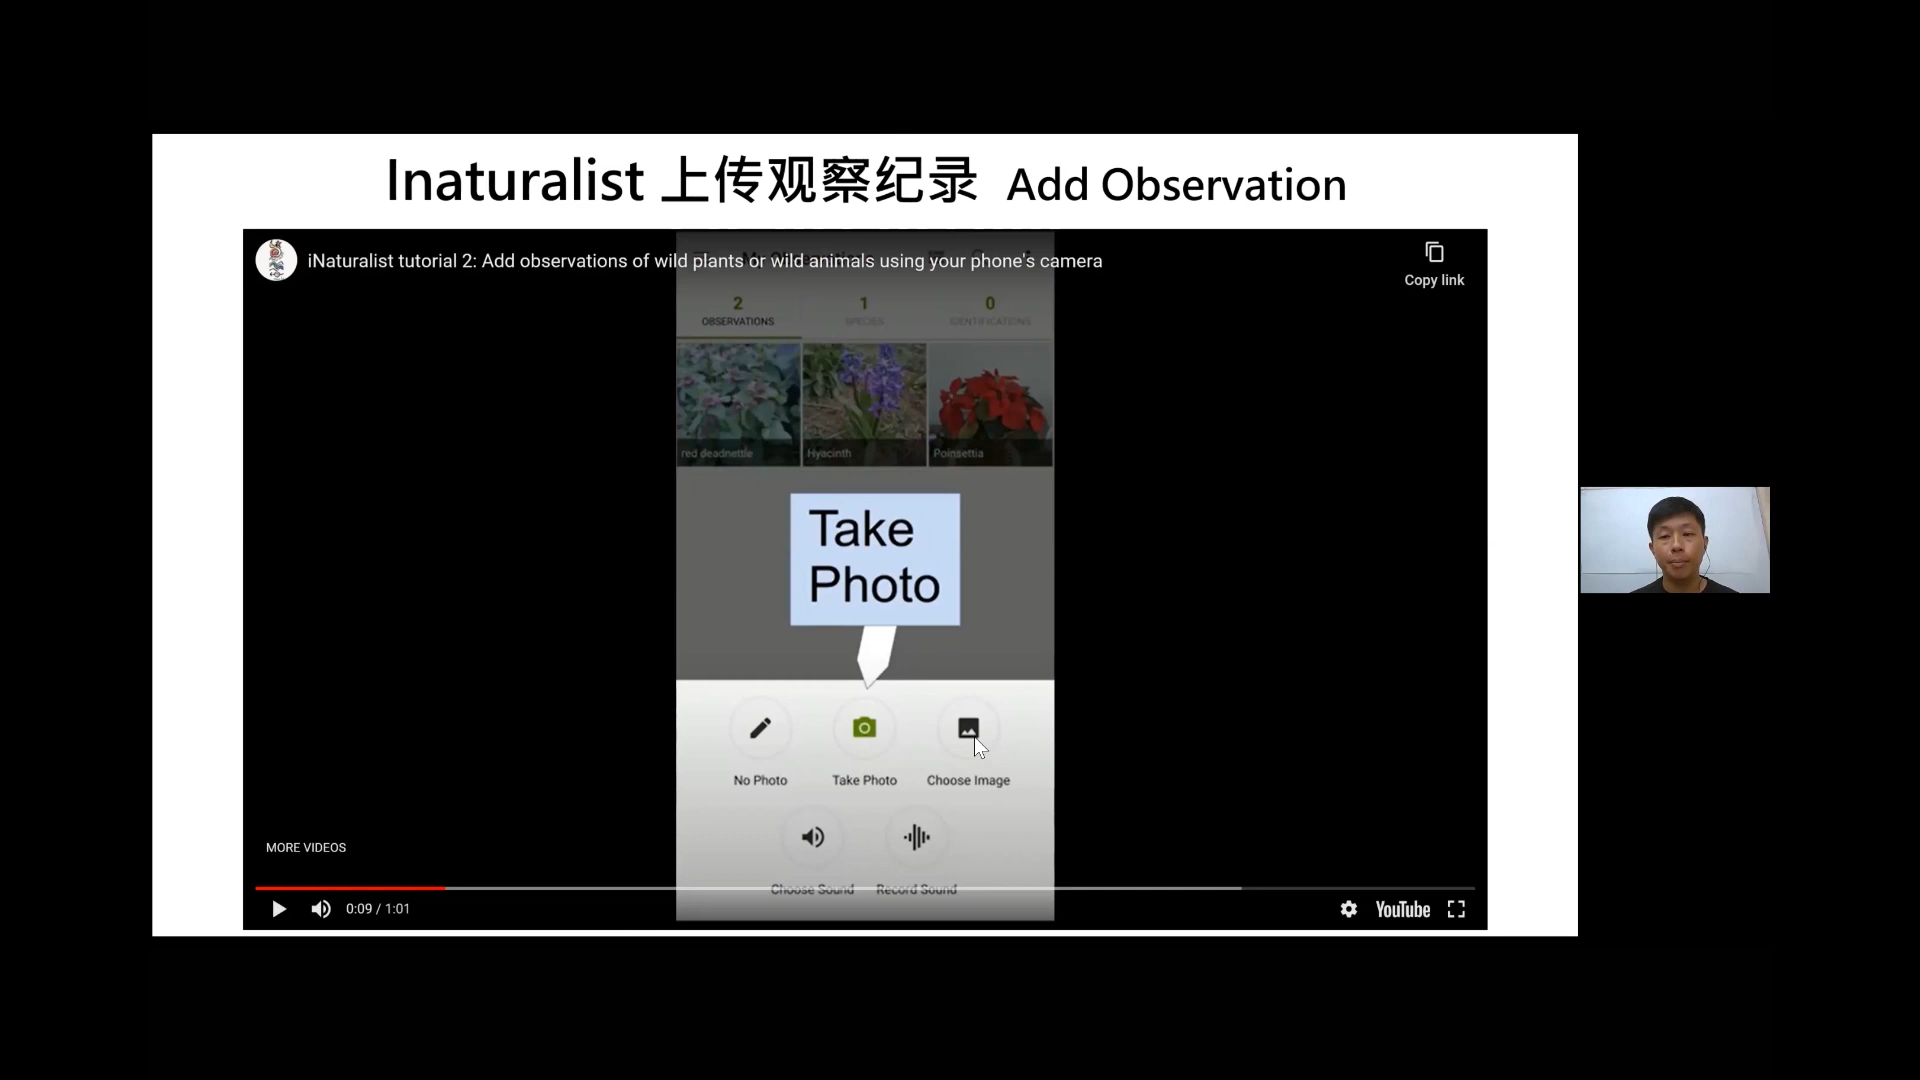 Inaturalist 上传观察纪录 Add Observation
iNaturalist tutorial 2: Add observations of wild plants or wild animals using your phone's camera
Copy link
2 1 0
OBSERVATIONS SPECIES IDENTIFICATIONS
red deadnettle Hyacinth Poinsettia
Take
Photo
No Photo Take Photo Choose Image
MORE VIDEOS
Choose Sound Record Sound
0:09 / 1:01
YouTube